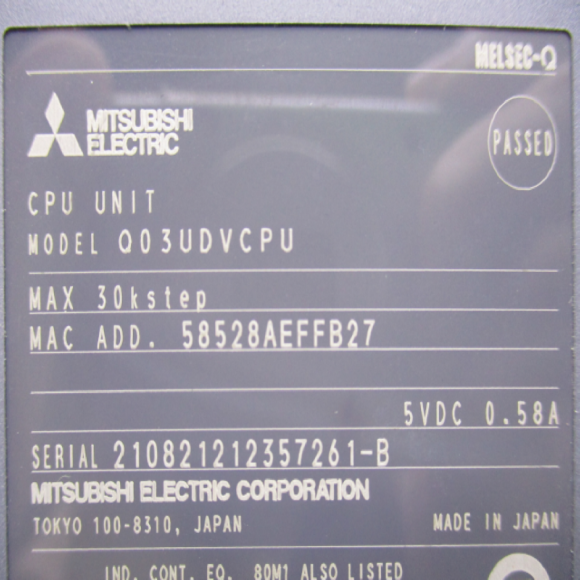 MELSEC-Q
MITSUBISHI
ELECTRIC
PASSED
CPU UNIT
MODEL Q03UDVCPU
MAX 30kstep
MAC ADD. 58528AEFFB27
5VDC 0.58A
SERIAL 210821212357261-B
MITSUBISHI ELECTRIC CORPORATION
TOKYO 100-8310, JAPAN MADE IN JAPAN
IND. CONT. EQ. 80M1 ALSO LISTED